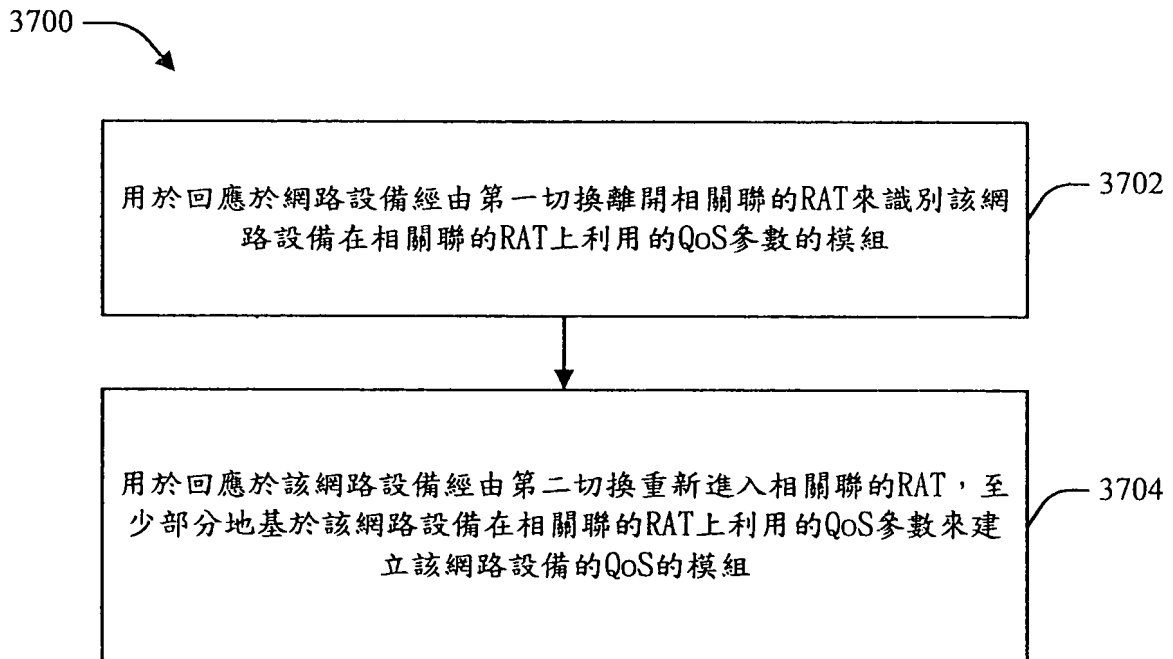 3700
用於回應於網路設備經由第一切換離開相關聯的RAT來識別該網
路設備在相關聯的RAT上利用的QoS參數的模組
3702
用於回應於該網路設備經由第二切換重新進入相關聯的RAT，至
少部分地基於該網路設備在相關聯的RAT上利用的QoS參數來建
立該網路設備的QoS的模組
3704